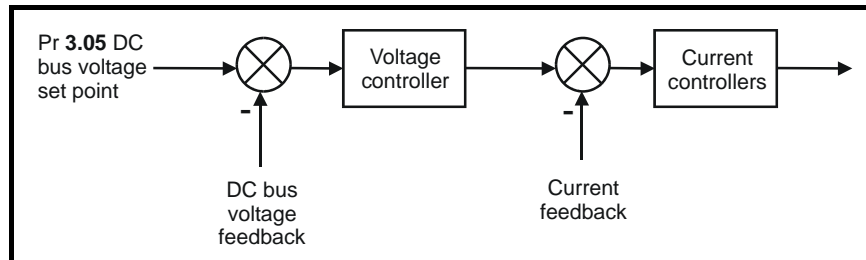 Pr 3.05 DC
bus voltage
set point
Voltage
controller
Current
controllers
-
-
DC bus
voltage
feedback
Current
feedback